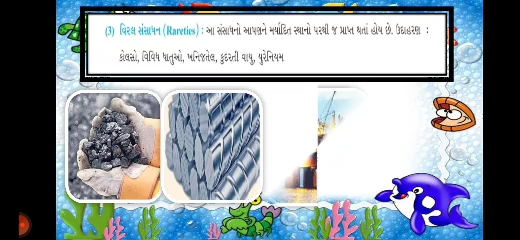 (3) વિરલ સંસાધન (Rareties) : આ સંસાધનો આપણને મર્યાદિત સ્થાનો પરથી જ પ્રાપ્ત થતાં હોય છે. ઉદાહરણ :
કોલસો, વિવિધ ધાતુઓ, ખનિજતેલ, કુદરતી વાયુ, યુરેનિયમ